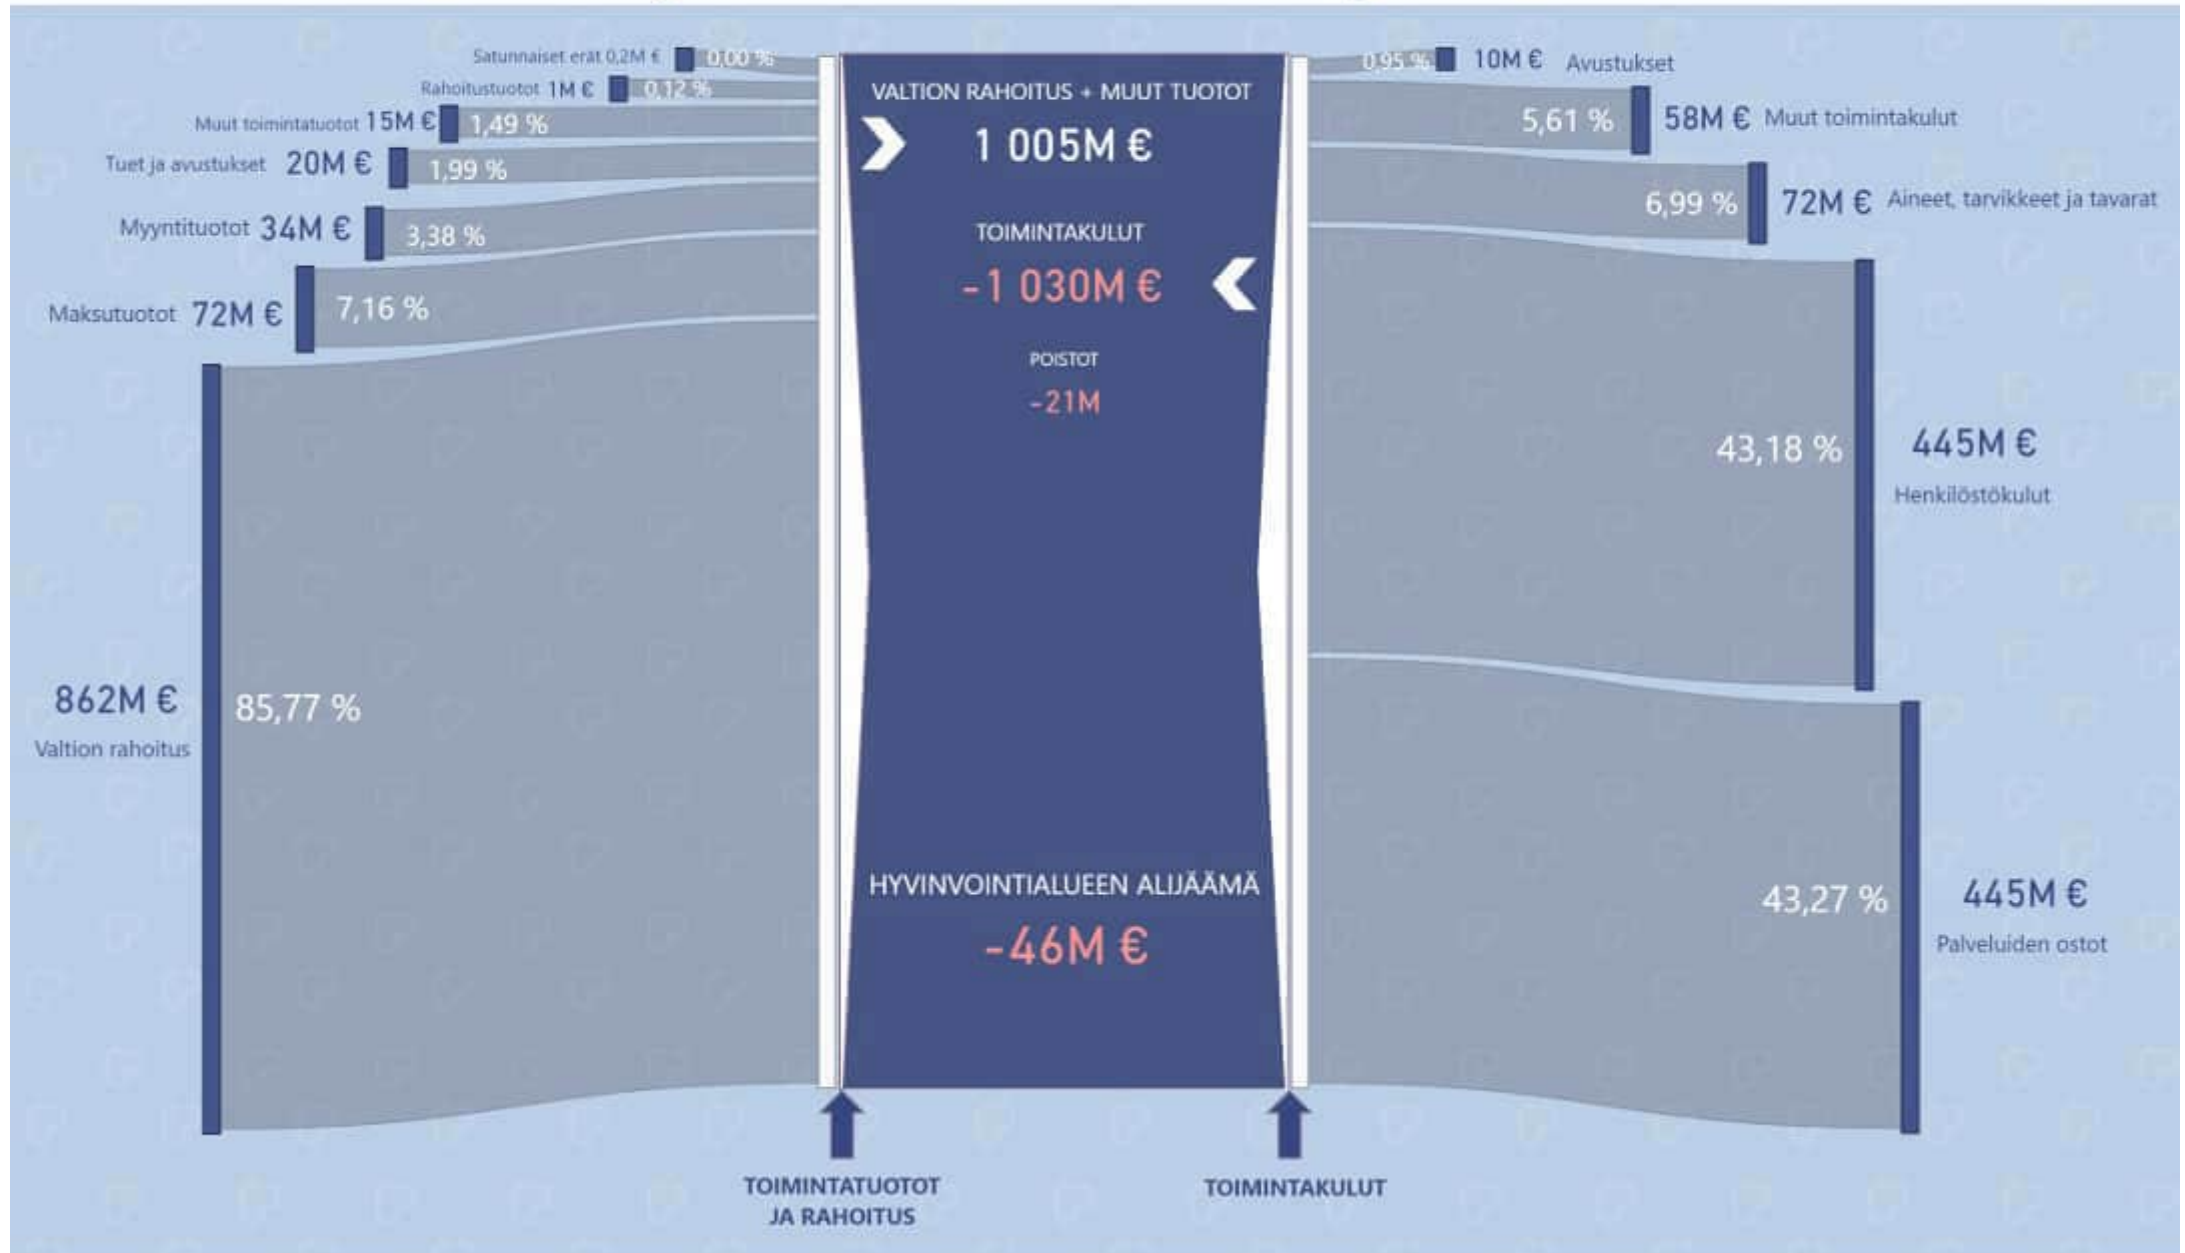 Satunnaiset erät 0,2M € 0,00 %
Rahoitustuotot 1M € 0,12 %
Muut toimintatuotot 15M € 1,49 %
Tuet ja avustukset 20M € 1,99 %
Myyntituotot 34M € 3,38 %
Maksutuotot 72M € 7,16 %
862M € 85,77 %
Valtion rahoitus
VALTION RAHOITUS + MUUT TUOTOT
1 005M €
TOIMINTAKULUT
-1 030M €
POISTOT
-21M
HYVINVOINTIALUEEN ALIJÄÄMÄ
-46M €
0,95 % 10M € Avustukset
5,61 % 58M € Muut toimintakulut
6,99 % 72M € Aineet, tarvikkeet ja tavarat
43,18 % 445M €
Henkilöstökulut
43,27 % 445M €
Palveluiden ostot
TOIMINTATUOTOT
JA RAHOITUS
TOIMINTAKULUT